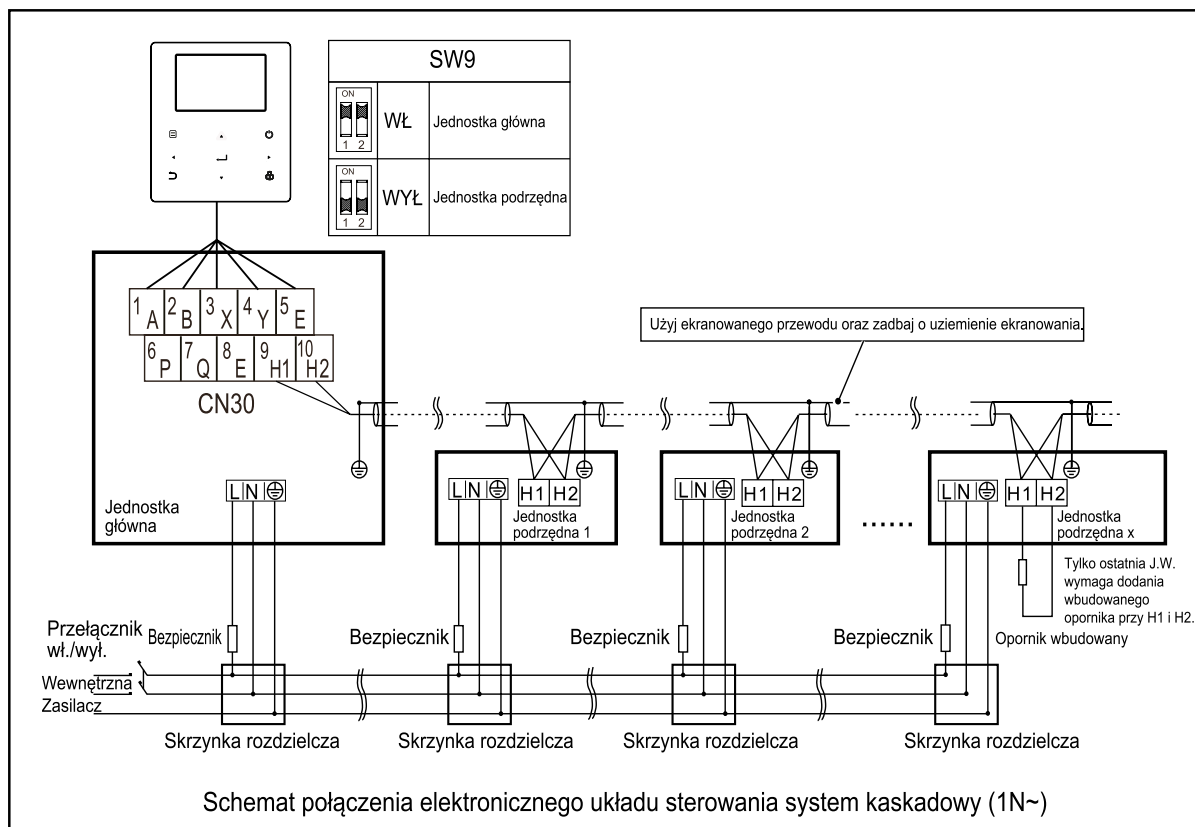 SW9
ON
1 2
WŁ
Jednostka główna
ON
1 2
WYŁ
Jednostka podrzędna
1 A 2 B 3 X 4 Y 5 E
6 P 7 Q 8 E 9 H1 10 H2
CN30
Użyj ekranowanego przewodu oraz zadbaj o uziemienie ekranowania.
Jednostka
główna
L N
L N
H1 H2
Jednostka
podrzędna 1
L N
H1 H2
Jednostka
podrzędna 2
......
L N
H1 H2
Jednostka
podrzędna x
Tylko ostatnia J.W.
wymaga dodania
wbudowanego
opornika przy H1 i H2.
Opornik wbudowany
Przełącznik
wł./wył.
Bezpiecznik
Bezpiecznik
Bezpiecznik
Bezpiecznik
Wewnętrzna
Zasilacz
Skrzynka rozdzielcza
Skrzynka rozdzielcza
Skrzynka rozdzielcza
Skrzynka rozdzielcza
Schemat połączenia elektronicznego układu sterowania system kaskadowy (1N~)